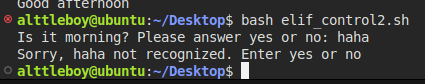 Good afternoon
alttleboy@ubuntu:~/Desktop$ bash elif_control2.sh
Is it morning? Please answer yes or no: haha
Sorry, haha not recognized. Enter yes or no
alttleboy@ubuntu:~/Desktop$